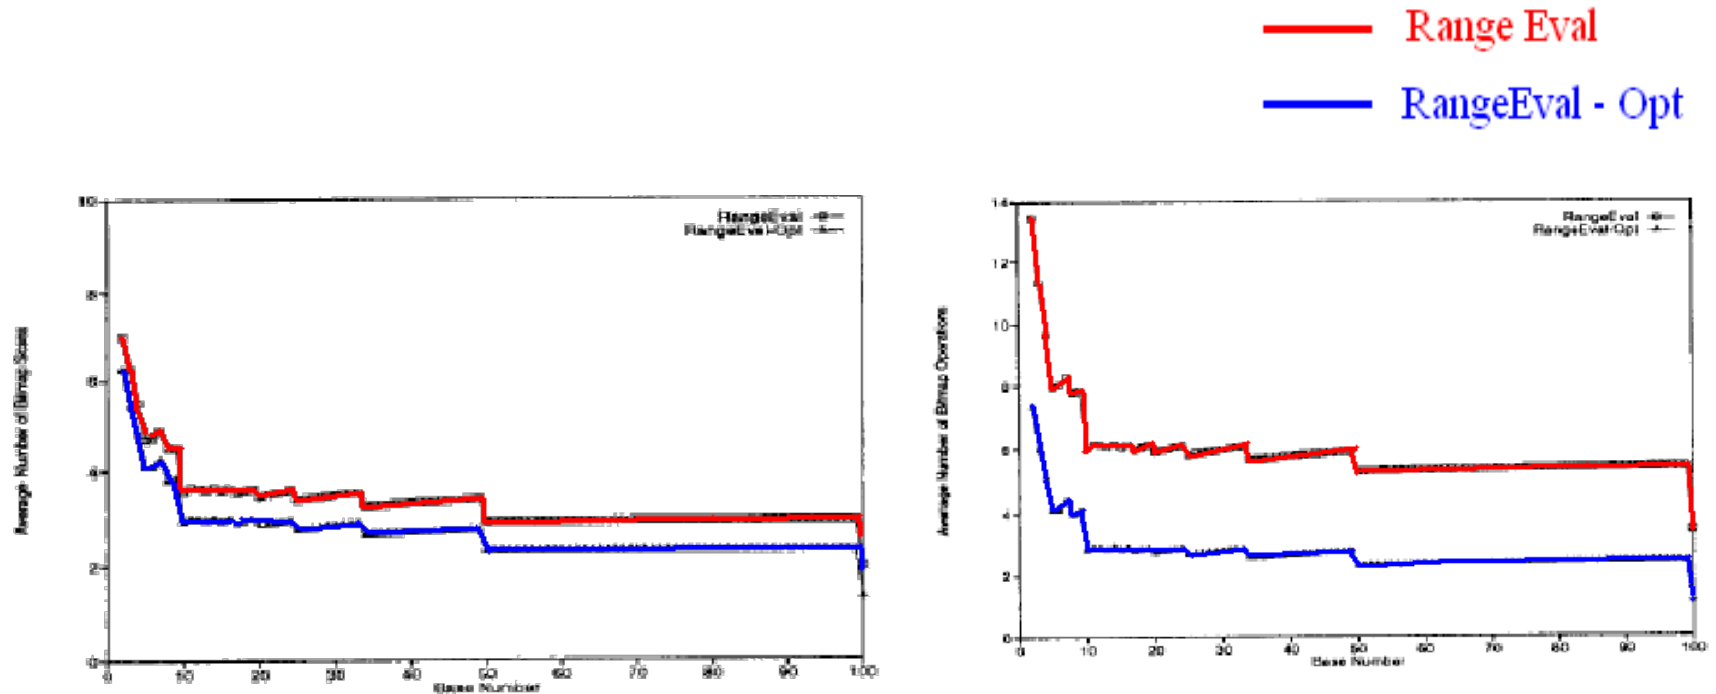 Range Eval
RangeEval - Opt
10
8
6
4
2
0
0 10 20 30 40 50 60 70 80 90 100
Base Number
Average Number of Bitmap Scans
RangeEval
RangeEval-Opt
14
12
10
8
6
4
2
0
0 10 20 30 40 50 60 70 80 90 100
Base Number
Average Number of Bitmap Operations
RangeEval
RangeEval-Opt